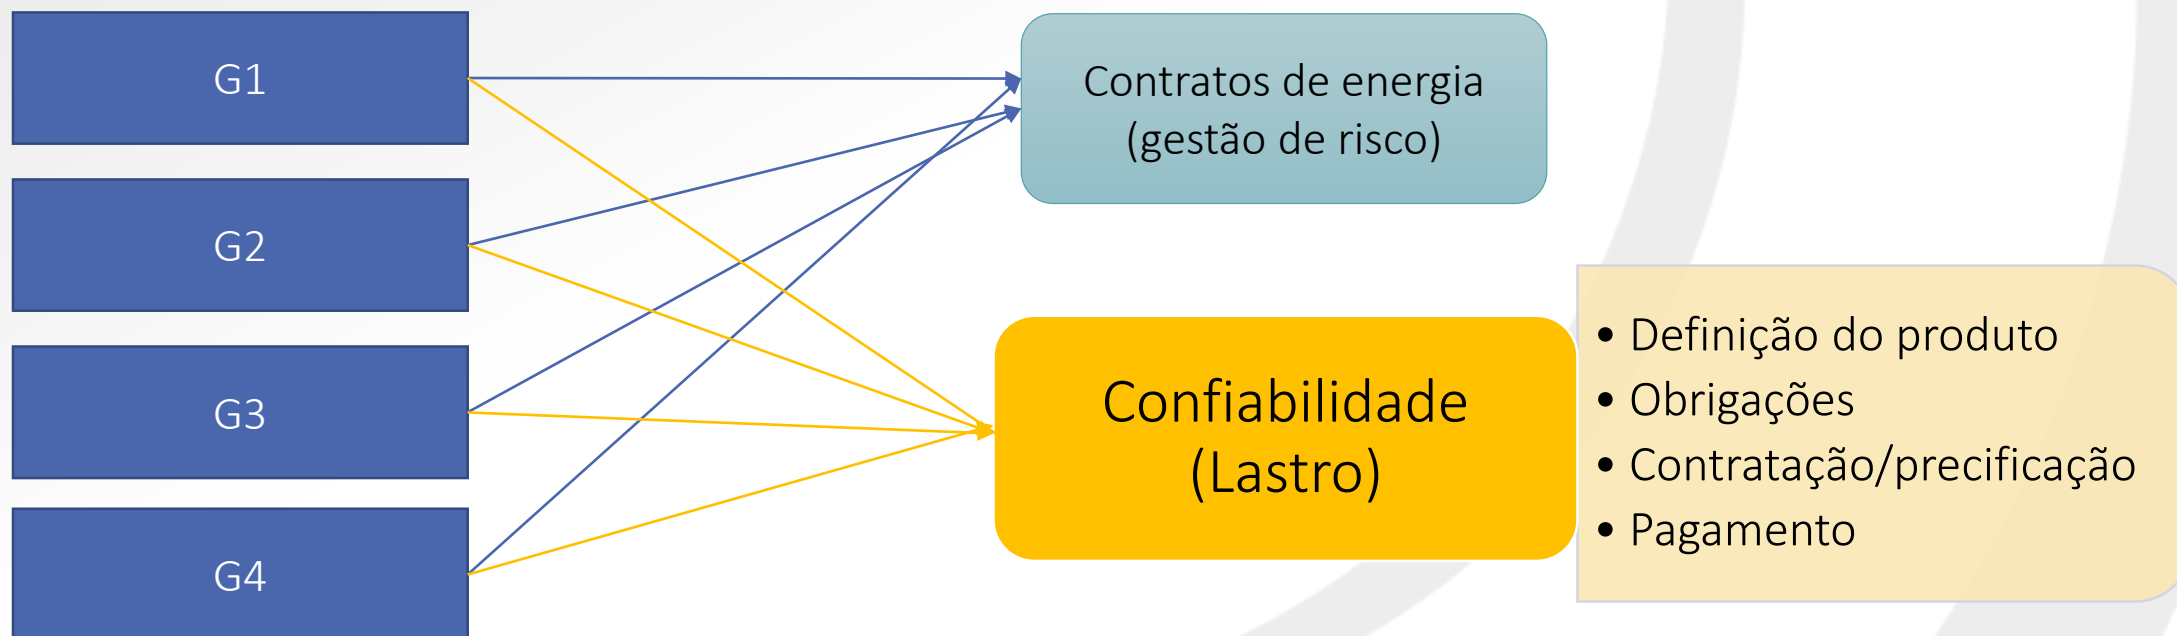 G1
G2
G3
G4
Contratos de energia
(gestão de risco)
Confiabilidade
(Lastro)
• Definição do produto
• Obrigações
• Contratação/precificação
• Pagamento